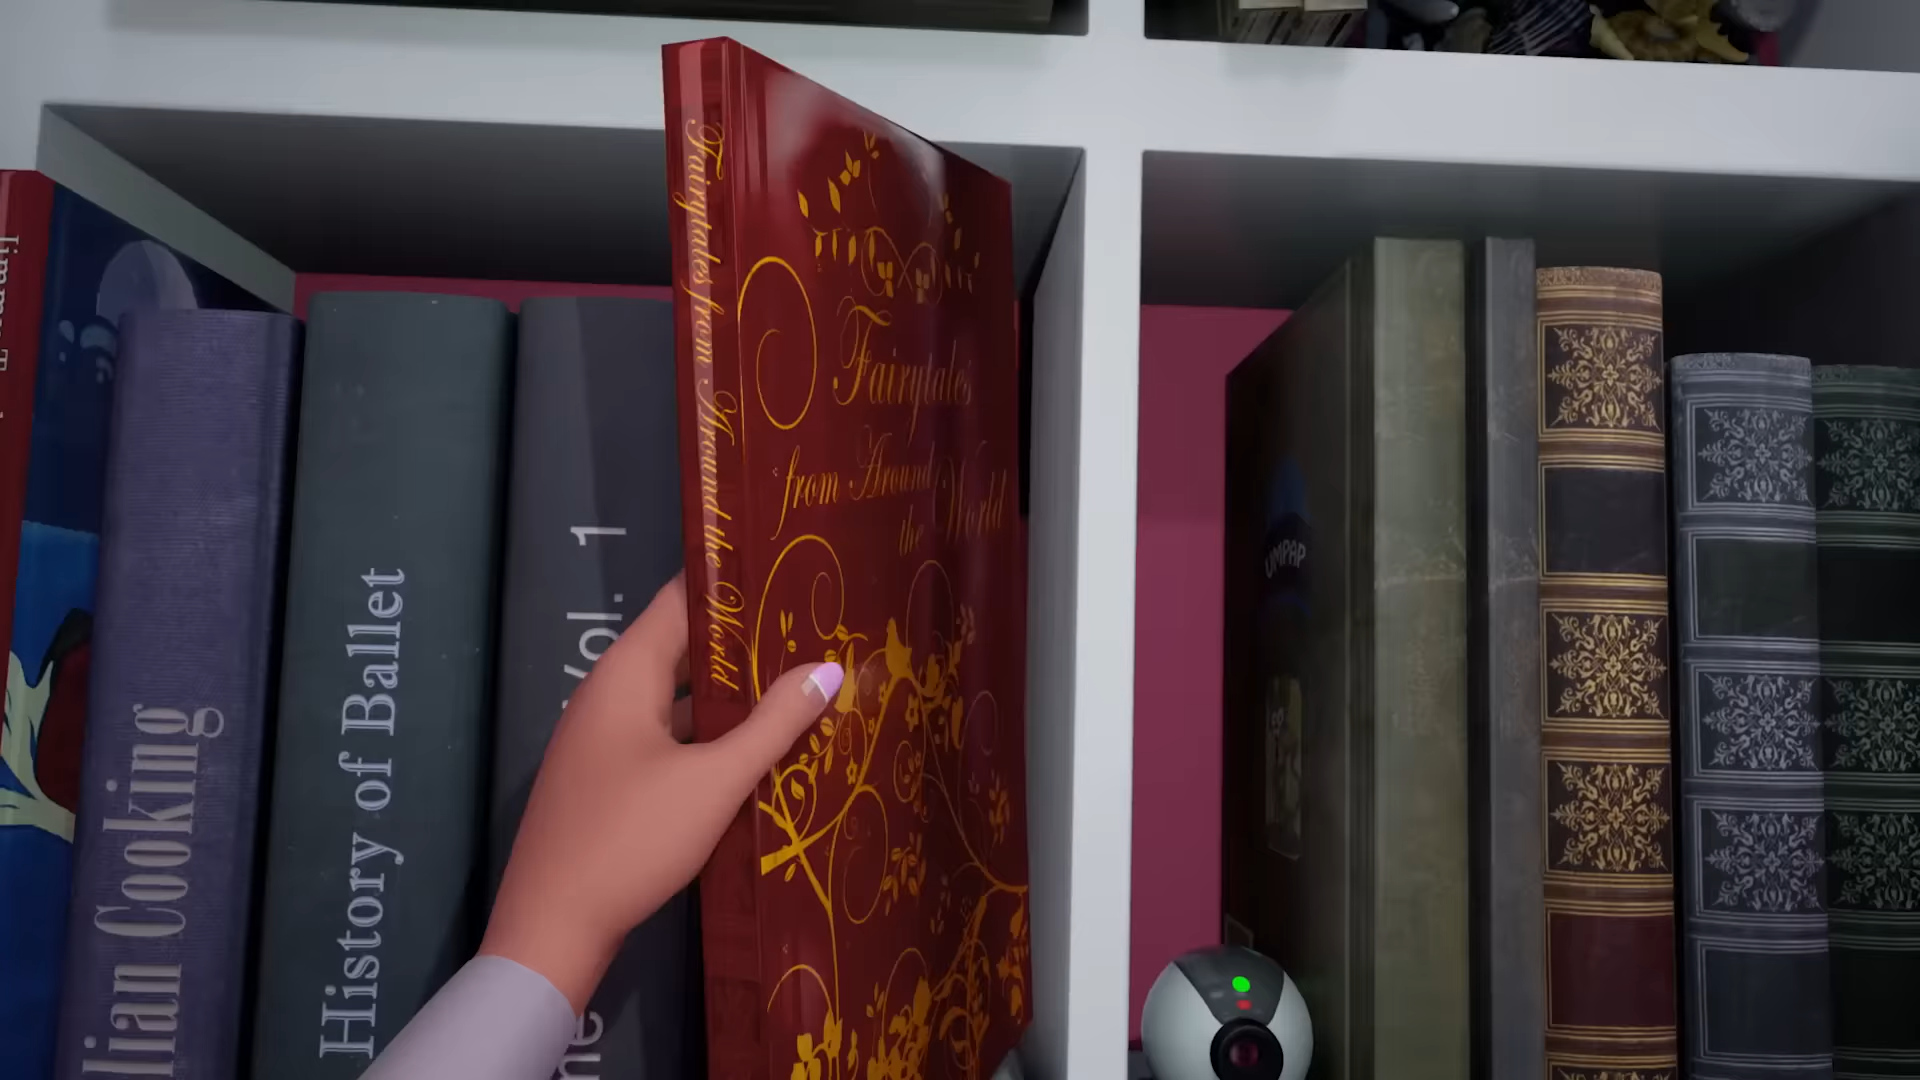 Fairytales from Around the World
Fairytales
from Around
the World
lian Cooking
History of Ballet
Vol. 1
UMPAP